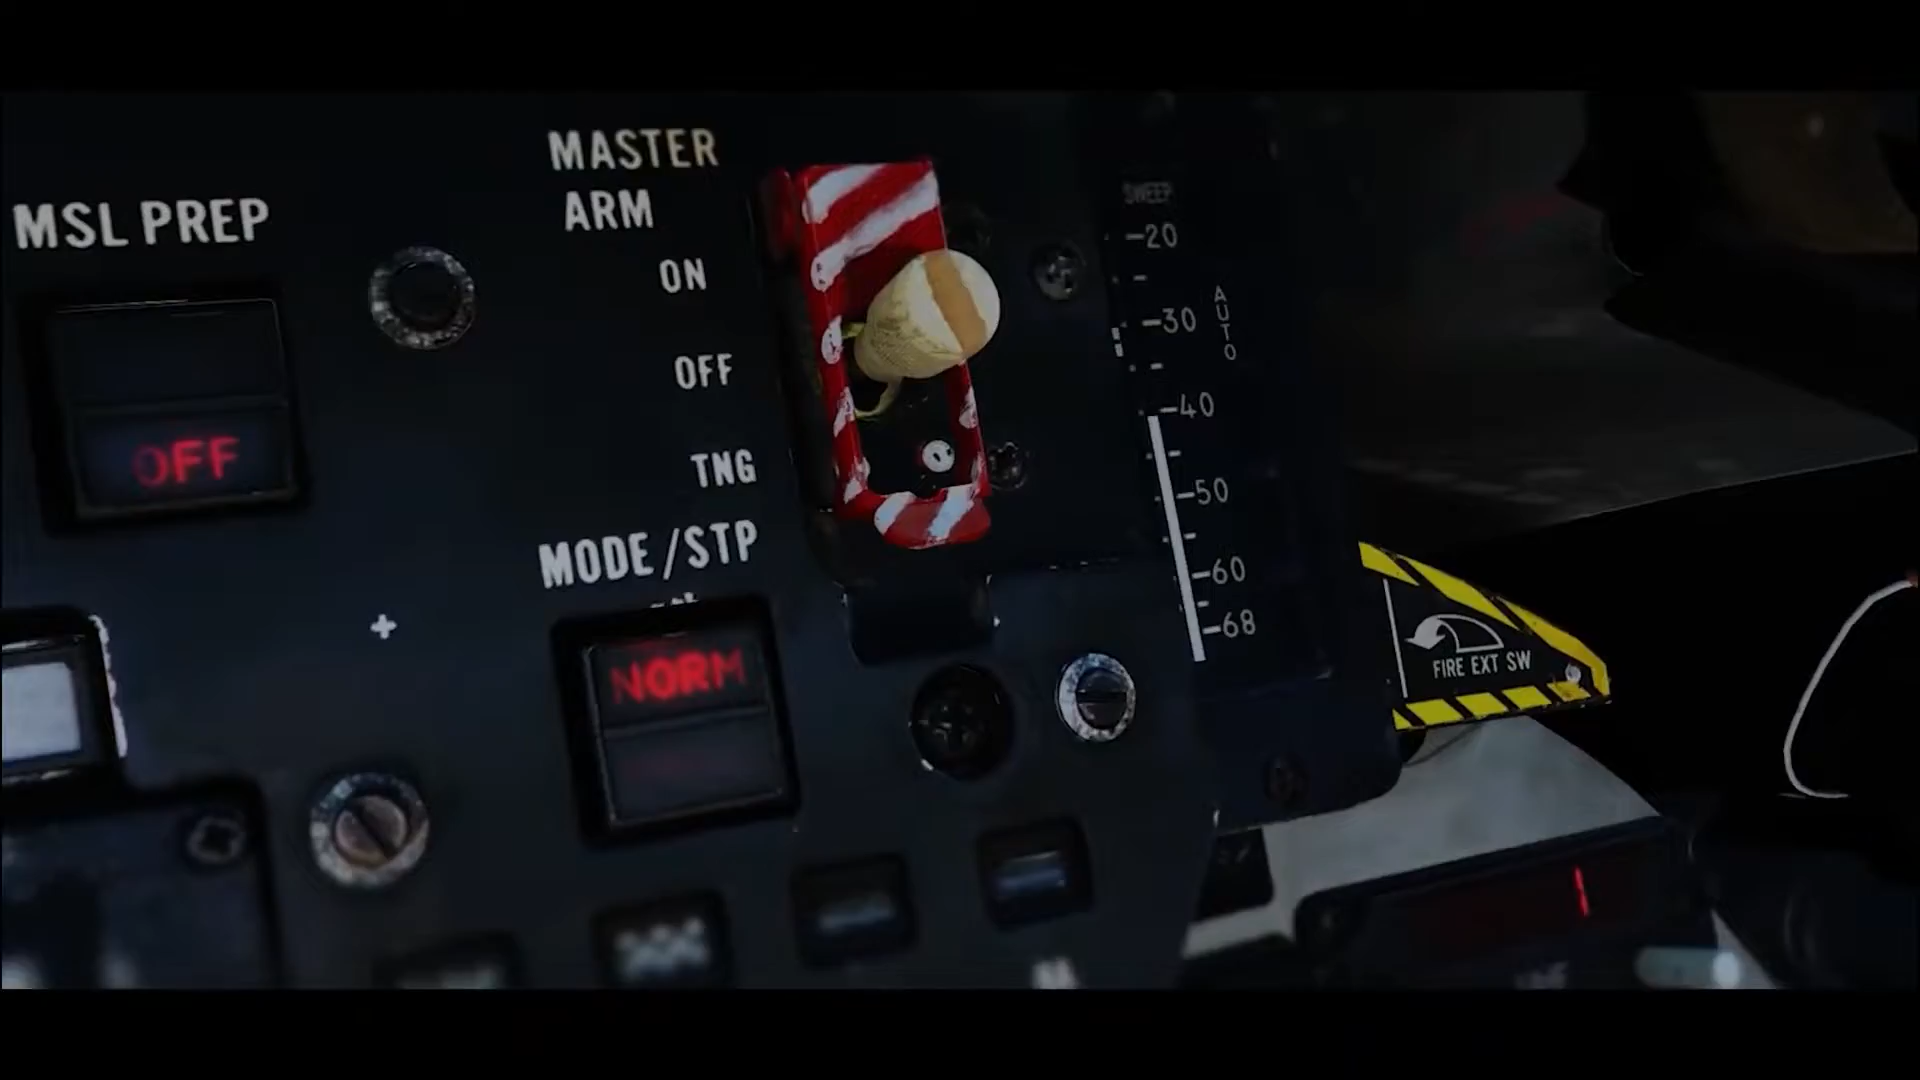 MASTER
ARM
MSL PREP
ON
OFF
TNG
OFF
MODE/STP
NORM
SWEEP
20
30
40
50
60
68
AUTO
FIRE EXT SW
1